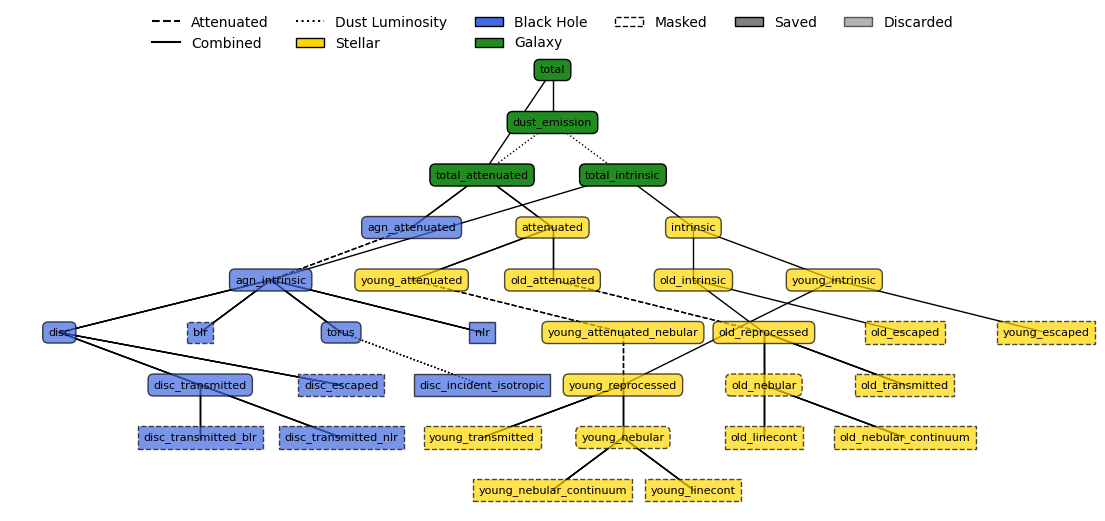 Attenuated Dust Luminosity Black Hole Masked Saved Discarded
Combined Stellar Galaxy
total
dust_emission
total_attenuated total_intrinsic
agn_attenuated attenuated intrinsic
agn_intrinsic young_attenuated old_attenuated old_intrinsic young_intrinsic
disc blr torus nlr young_attenuated_nebular old_reprocessed old_escaped young_escaped
disc_transmitted disc_escaped disc_incident_isotropic young_reprocessed old_nebular old_transmitted
disc_transmitted_blr disc_transmitted_nlr young_transmitted young_nebular old_linecont old_nebular_continuum
young_nebular_continuum young_linecont